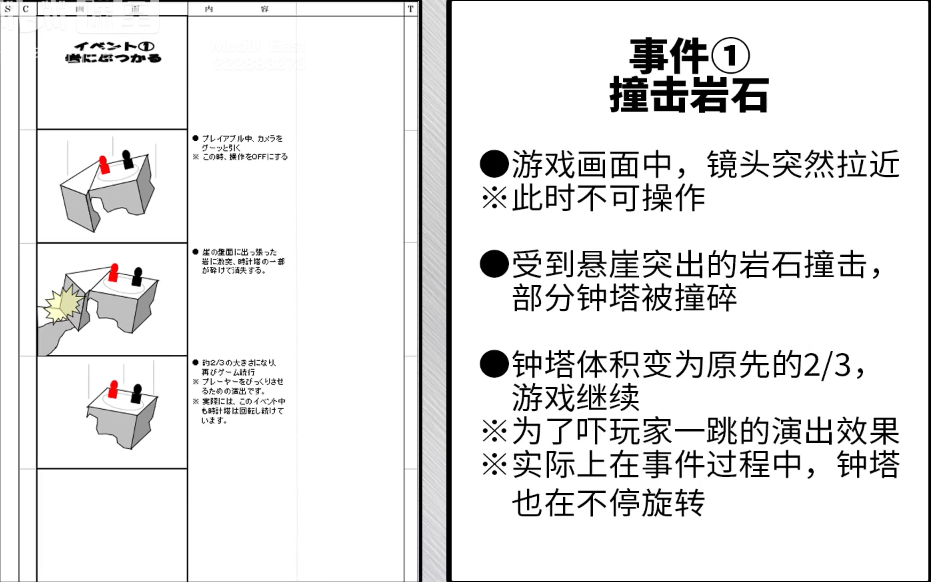 S C 画 面 内 容 T
イベント①
岩にぶつかる
● プレイアブル中、カメラを
グーッと引く
※ この時、操作をOFFにする
● 崖の壁面に出っ張った
岩に激突、時計塔の一部
が砕けて消失する。
● 約2/3の大きさになり、
再びゲーム続行
※ プレーヤーをびっくりさせ
るための演出です。
※ 実際には、このイベント中
も時計塔は回転し続けて
います。
事件①
撞击岩石
●游戏画面中，镜头突然拉近
※此时不可操作
●受到悬崖突出的岩石撞击，
部分钟塔被撞碎
●钟塔体积变为原先的2/3，
游戏继续
※为了吓玩家一跳的演出效果
※实际上在事件过程中，钟塔
也在不停旋转